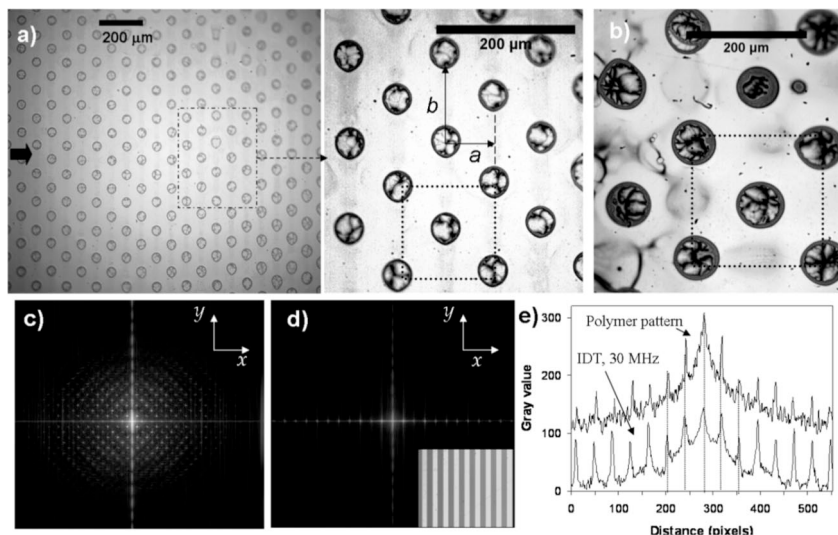 a)
200 µm
200 µm
b
a
b)
200 µm
c)
y
x
d)
y
x
e)
Polymer pattern
IDT, 30 MHz
Gray value
300
200
100
100
0
0 100 200 300 400 500
Distance (pixels)